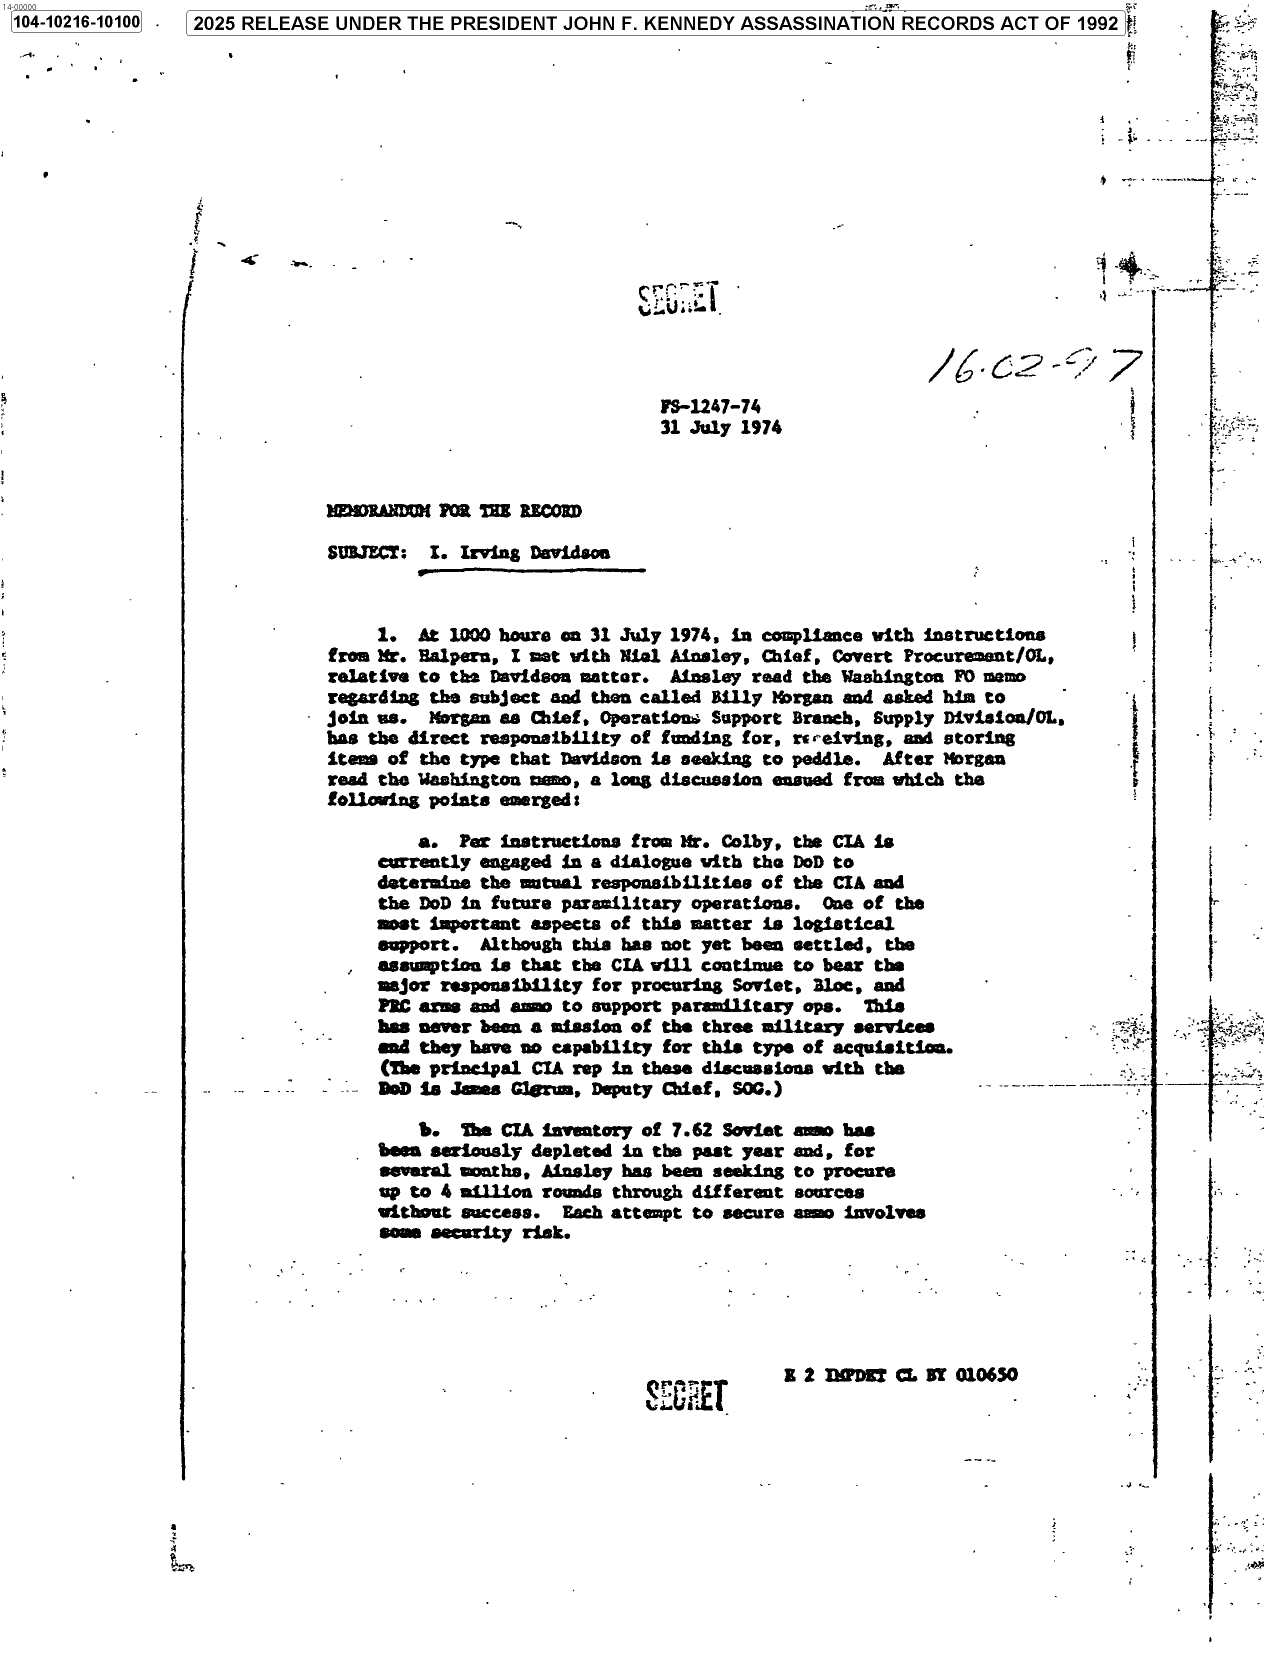 14-00000
104-10216-10100
2025 RELEASE UNDER THE PRESIDENT JOHN F. KENNEDY ASSASSINATION RECORDS ACT OF 1992
SECRET
16.02-97
FS-1247-74
31 July 1974
MEMORANDUM FOR THE RECORD
SUBJECT: I. Irving Davidson
1. At 1000 hours on 31 July 1974, in compliance with instructions
from Mr. Halpern, I met with Niel Ainsley, Chief, Covert Procurement/OL,
relative to the Davidson matter. Ainsley read the Washington FO memo
regarding the subject and then called Billy Morgan and asked him to
join us. Morgan as Chief, Operations Support Branch, Supply Division/OL,
has the direct responsibility of funding for, receiving, and storing
items of the type that Davidson is seeking to peddle. After Morgan
read the Washington memo, a long discussion ensued from which the
following points emerged:
a. Per instructions from Mr. Colby, the CIA is
currently engaged in a dialogue with the DoD to
determine the mutual responsibilities of the CIA and
the DoD in future paramilitary operations. One of the
most important aspects of this matter is logistical
support. Although this has not yet been settled, the
assumption is that the CIA will continue to bear the
major responsibility for procuring Soviet, Bloc, and
PRC arms and ammo to support paramilitary ops. This
has never been a mission of the three military services
and they have no capability for this type of acquisition.
(The principal CIA rep in these discussions with the
DoD is James Glerum, Deputy Chief, SOG.)
b. The CIA inventory of 7.62 Soviet ammo has
been seriously depleted in the past year and, for
several months, Ainsley has been seeking to procure
up to 4 million rounds through different sources
without success. Each attempt to secure ammo involves
some security risk.
E 2 IMPDET CL BY 010650
SECRET